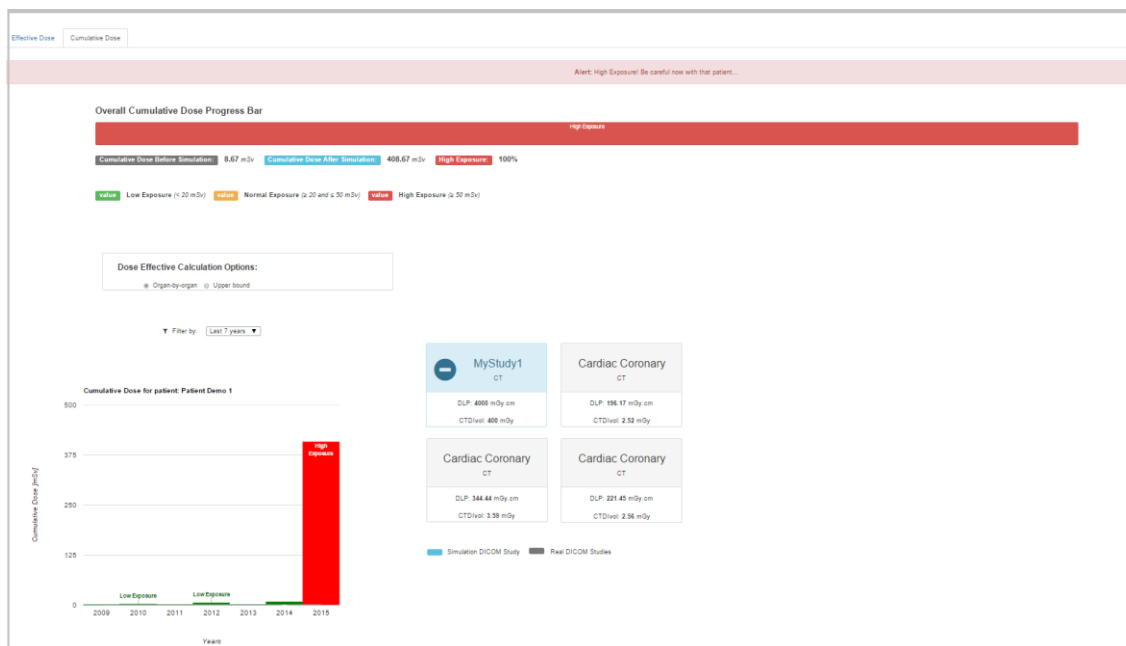 Effective Dose Cumulative Dose
Alert: High Exposure! Be careful now with that patient...
Overall Cumulative Dose Progress Bar
High Exposure
Cumulative Dose Before Simulation: 8.67 mSv Cumulative Dose After Simulation: 408.67 mSv High Exposure: 100%
value Low Exposure (< 20 mSv) value Normal Exposure (≥ 20 and ≤ 50 mSv) value High Exposure (≥ 50 mSv)
Dose Effective Calculation Options:
Organ-by-organ Upper bound
Filter by: Last 7 years
MyStudy1
CT
DLP: 4000 mGy.cm
CTDIvol: 400 mGy
Cardiac Coronary
CT
DLP: 196.17 mGy.cm
CTDIvol: 2.52 mGy
Cardiac Coronary
CT
DLP: 344.44 mGy.cm
CTDIvol: 3.59 mGy
Cardiac Coronary
CT
DLP: 221.45 mGy.cm
CTDIvol: 2.56 mGy
Simulation DICOM Study Real DICOM Studies
Cumulative Dose for patient: Patient Demo 1
Cumulative Dose [mSv]
500
375
250
125
0
High
Exposure
Low Exposure Low Exposure
2009 2010 2011 2012 2013 2014 2015
Years